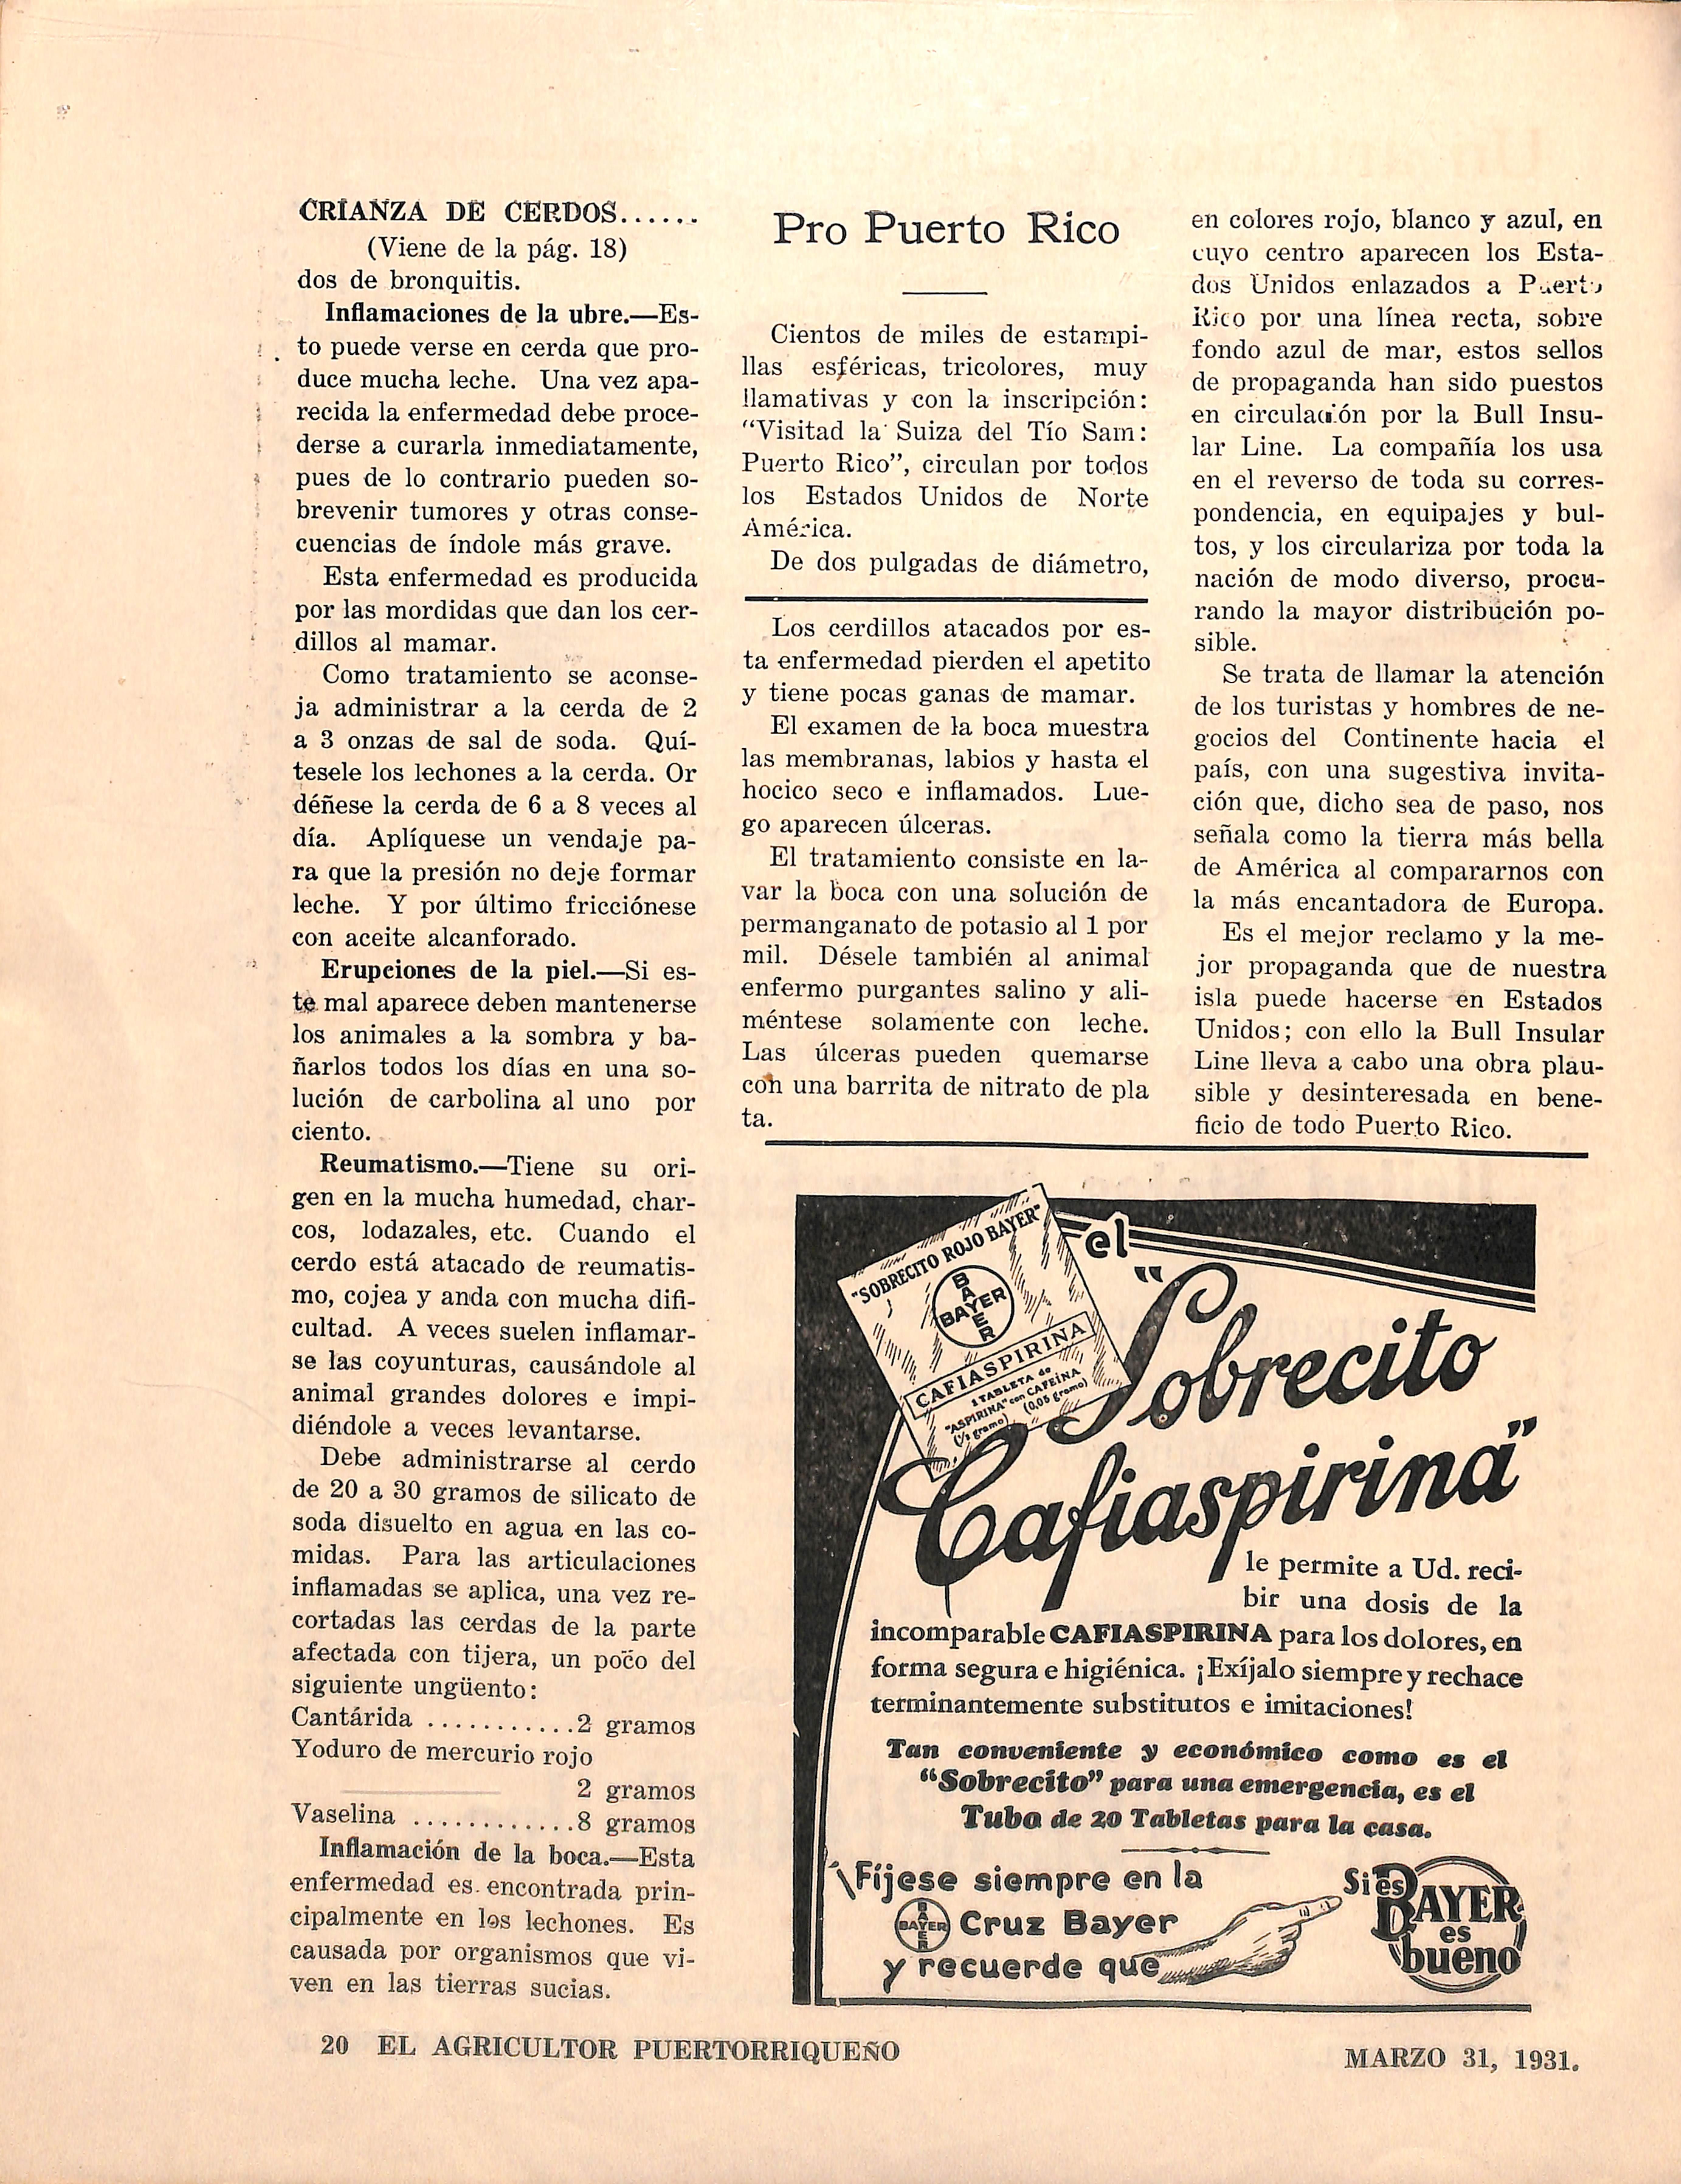 CRIANZA DE CERDOS......
(Viene de la pág. 18)
dos de bronquitis.
Inflamaciones de la ubre.—Es-
to puede verse en cerda que pro-
duce mucha leche. Una vez apa-
recida la enfermedad debe proce-
derse a curarla inmediatamente,
pues de lo contrario pueden so-
brevenir tumores y otras conse-
cuencias de índole más grave.
Esta enfermedad es producida
por las mordidas que dan los cer-
dillos al mamar.
Como tratamiento se aconse-
ja administrar a la cerda de 2
a 3 onzas de sal de soda. Quí-
tesele los lechones a la cerda. Or
déñese la cerda de 6 a 8 veces al
día. Aplíquese un vendaje pa-
ra que la presión no deje formar
leche. Y por último fricciónese
con aceite alcanforado.
Erupciones de la piel.—Si es-
te mal aparece deben mantenerse
los animales a la sombra y ba-
ñarlos todos los días en una so-
lución de carbolina al uno por
ciento.
Reumatismo.—Tiene su ori-
gen en la mucha humedad, char-
cos, lodazales, etc. Cuando el
cerdo está atacado de reumatis-
mo, cojea y anda con mucha difi-
cultad. A veces suelen inflamar-
se las coyunturas, causándole al
animal grandes dolores e impi-
diéndole a veces levantarse.
Debe administrarse al cerdo
de 20 a 30 gramos de silicato de
soda disuelto en agua en las co-
midas. Para las articulaciones
inflamadas se aplica, una vez re-
cortadas las cerdas de la parte
afectada con tijera, un poco del
siguiente ungüento:
Cantárida ...........2 gramos
Yoduro de mercurio rojo
2 gramos
Vaselina ............8 gramos
Inflamación de la boca.—Esta
enfermedad es encontrada prin-
cipalmente en los lechones. Es
causada por organismos que vi-
ven en las tierras sucias.
Pro Puerto Rico
Cientos de miles de estampi-
llas esféricas, tricolores, muy
llamativas y con la inscripción:
"Visitad la Suiza del Tío Sam:
Puerto Rico", circulan por todos
los Estados Unidos de Norte
América.
De dos pulgadas de diámetro,
Los cerdillos atacados por es-
ta enfermedad pierden el apetito
y tiene pocas ganas de mamar.
El examen de la boca muestra
las membranas, labios y hasta el
hocico seco e inflamados. Lue-
go aparecen úlceras.
El tratamiento consiste en la-
var la boca con una solución de
permanganato de potasio al 1 por
mil. Désele también al animal
enfermo purgantes salino y ali-
méntese solamente con leche.
Las úlceras pueden quemarse
con una barrita de nitrato de pla
ta.
en colores rojo, blanco y azul, en
cuyo centro aparecen los Esta-
dos Unidos enlazados a Puerto
Rico por una línea recta, sobre
fondo azul de mar, estos sellos
de propaganda han sido puestos
en circulación por la Bull Insu-
lar Line. La compañía los usa
en el reverso de toda su corres-
pondencia, en equipajes y bul-
tos, y los circulariza por toda la
nación de modo diverso, procu-
rando la mayor distribución po-
sible.
Se trata de llamar la atención
de los turistas y hombres de ne-
gocios del Continente hacia el
país, con una sugestiva invita-
ción que, dicho sea de paso, nos
señala como la tierra más bella
de América al compararnos con
la más encantadora de Europa.
Es el mejor reclamo y la me-
jor propaganda que de nuestra
isla puede hacerse en Estados
Unidos; con ello la Bull Insular
Line lleva a cabo una obra plau-
sible y desinteresada en bene-
ficio de todo Puerto Rico.
"SOBRECITO ROJO BAYER"
BAYER
BAYER
CAFIASPIRINA
1 TABLETA de
"ASPIRINA" con CAFEÍNA
(½ gramo) (0,05 gramo)
el
"Sobrecito
Cafiaspirina"
le permite a Ud. reci-
bir una dosis de la
incomparable CAFIASPIRINA para los dolores, en
forma segura e higiénica. ¡Exíjalo siempre y rechace
terminantemente substitutos e imitaciones!
Tan conveniente y económico como es el
"Sobrecito" para una emergencia, es el
Tubo de 20 Tabletas para la casa.
Fíjese siempre en la
BAYER
BAYER
Cruz Bayer
y recuerde que
Si es
BAYER
es
bueno
20 EL AGRICULTOR PUERTORRIQUEÑO
MARZO 31, 1931.